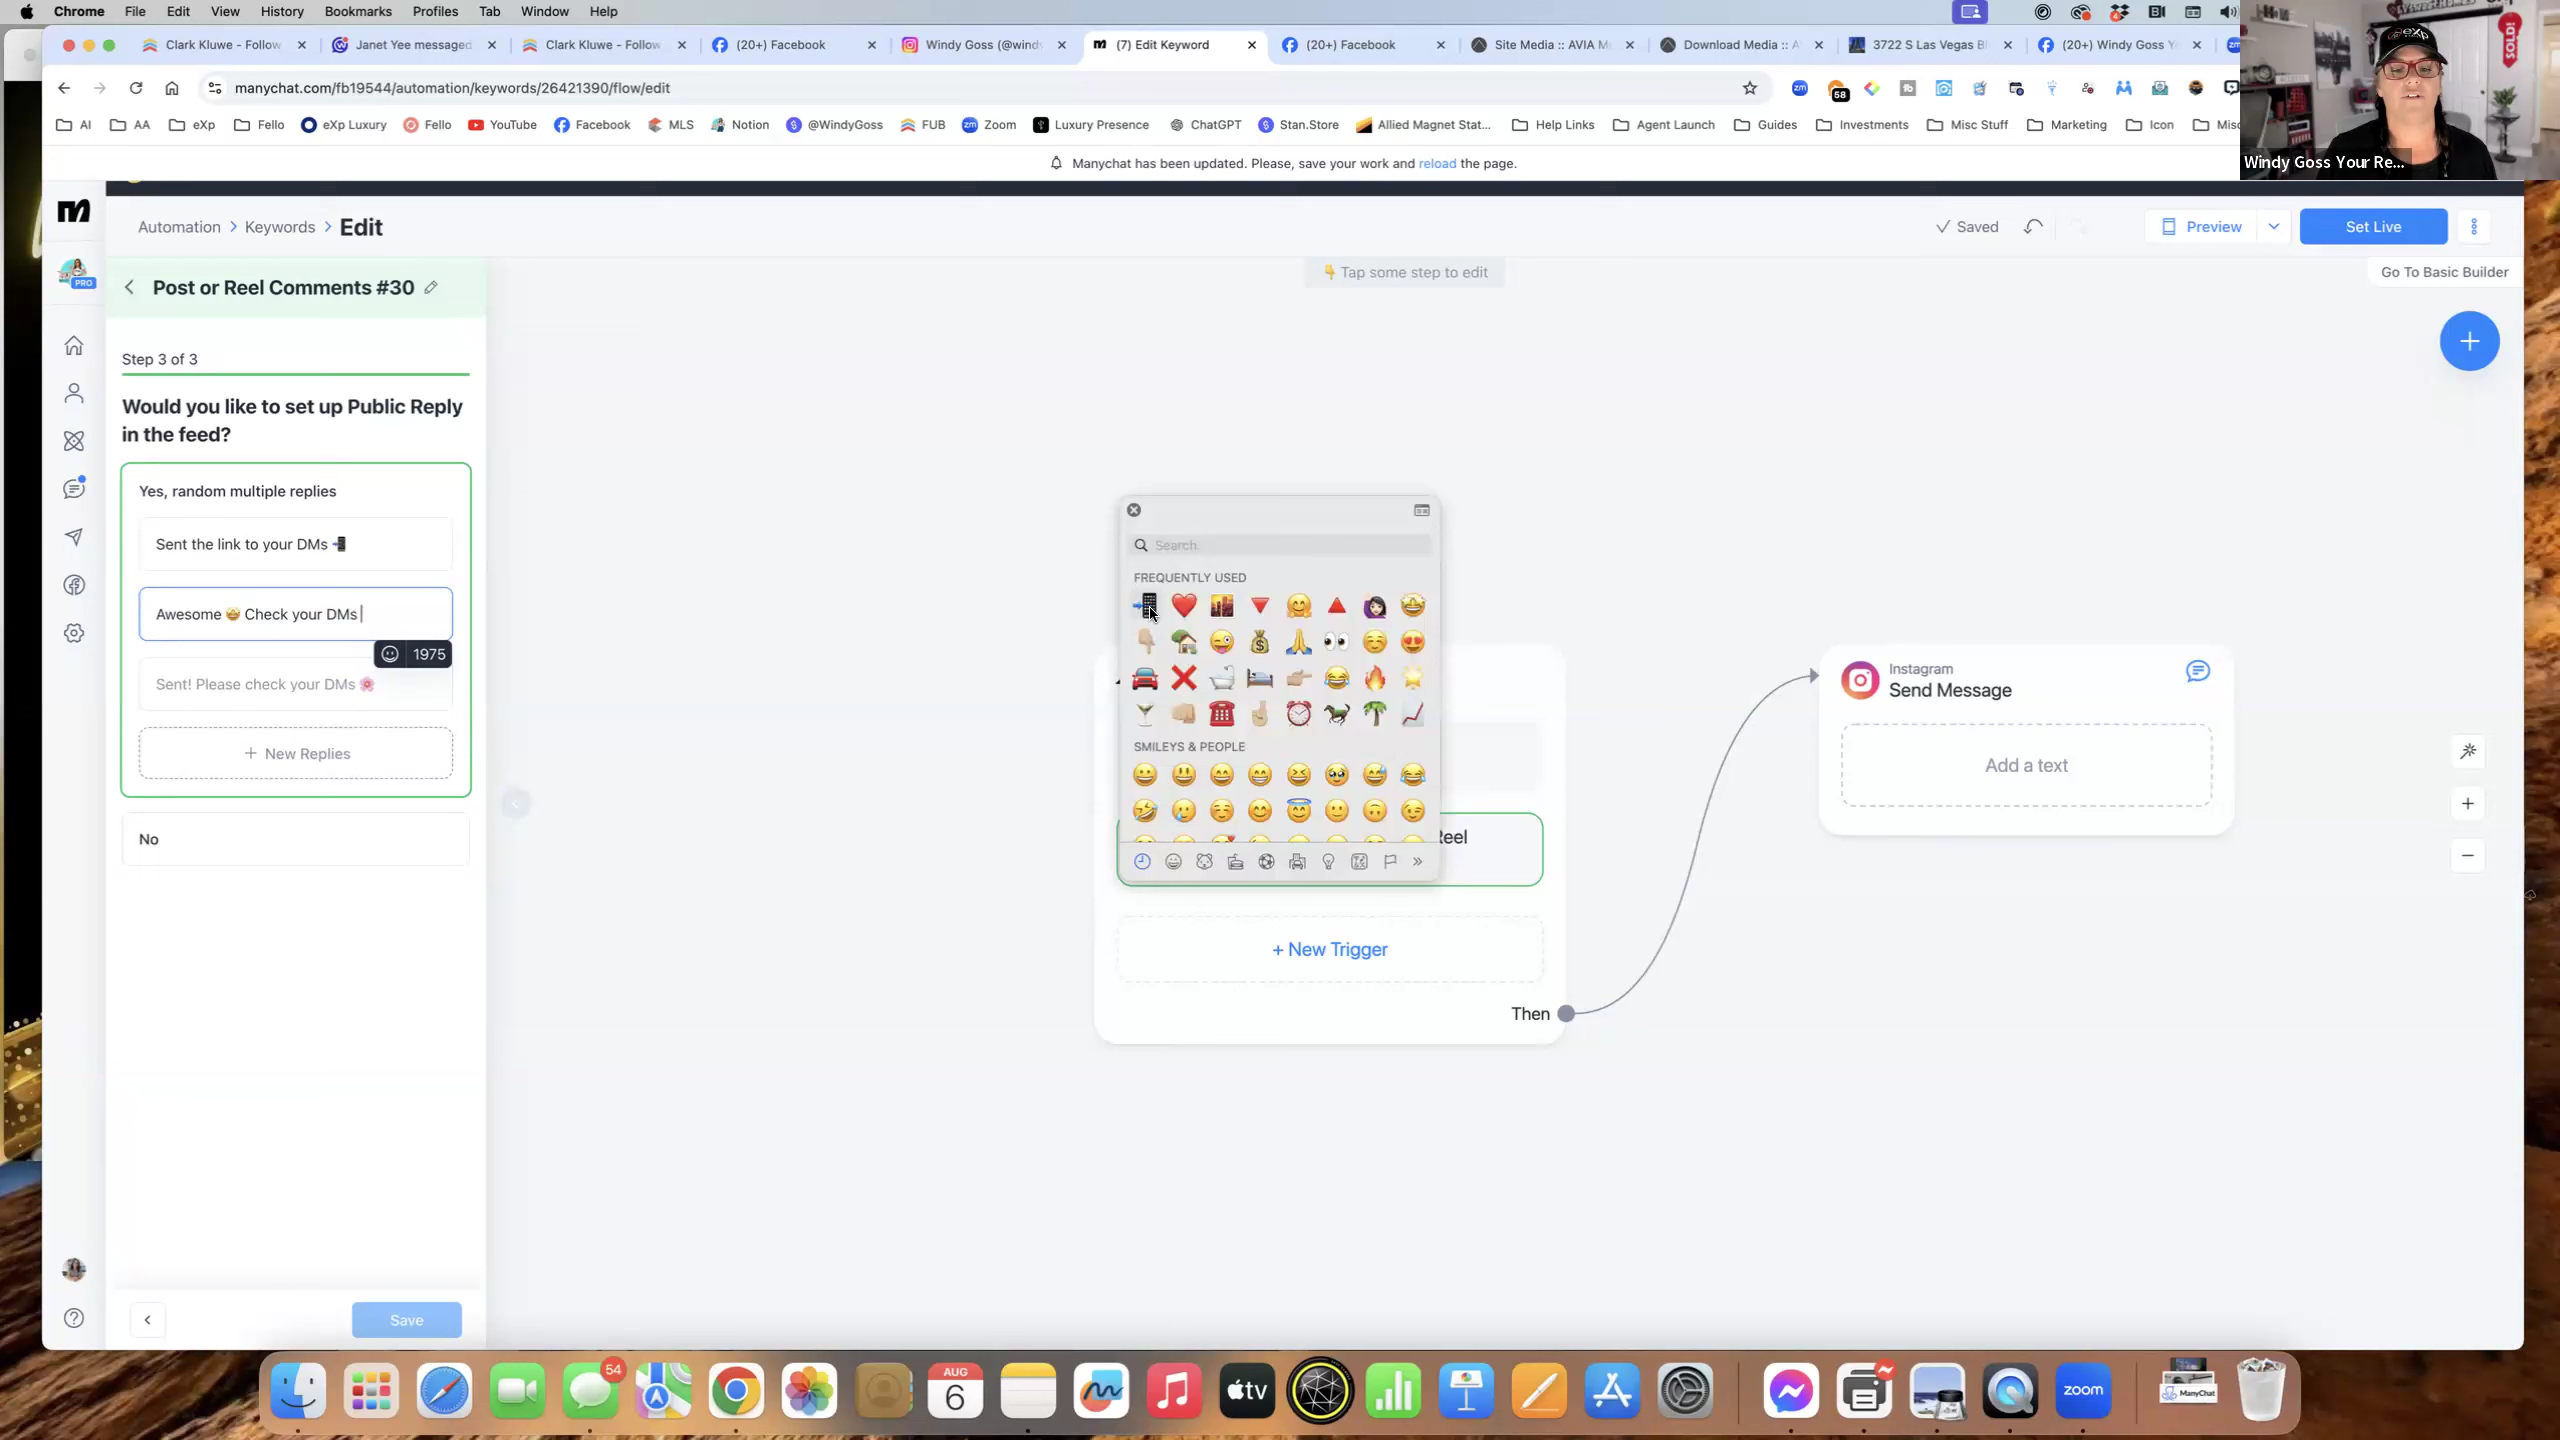 Chrome File Edit View History Bookmarks Profiles Tab Window Help
Clark Kluwe - Follow
Janet Yee messaged
Clark Kluwe - Follow
(20+) Facebook
Windy Goss (@wind
(7) Edit Keyword
(20+) Facebook
Site Media :: AVIA M
Download Media :: A
3722 S Las Vegas B
(20+) Windy Goss Y
manychat.com/fb19544/automation/keywords/26421390/flow/edit
58
AI AA eXp Fello eXp Luxury Fello YouTube Facebook MLS Notion @WindyGoss FUB Zoom Luxury Presence ChatGPT Stan.Store Allied Magnet Stat... Help Links Agent Launch Guides Investments Misc Stuff Marketing Icon Misc
Windy Goss Your Re...
SOLD!
Manychat has been updated. Please, save your work and reload the page.
Automation > Keywords > Edit
Saved
Preview
Set Live
PRO
Post or Reel Comments #30
👇 Tap some step to edit
Go To Basic Builder
Step 3 of 3
Would you like to set up Public Reply
in the feed?
Yes, random multiple replies
Sent the link to your DMs 📲
Awesome 🤩 Check your DMs
1975
Sent! Please check your DMs 🌸
+ New Replies
No
Save
Search
FREQUENTLY USED
SMILEYS & PEOPLE
Reel
+ New Trigger
Then
Instagram
Send Message
Add a text
54
AUG
6
tv
zoom
ManyChat